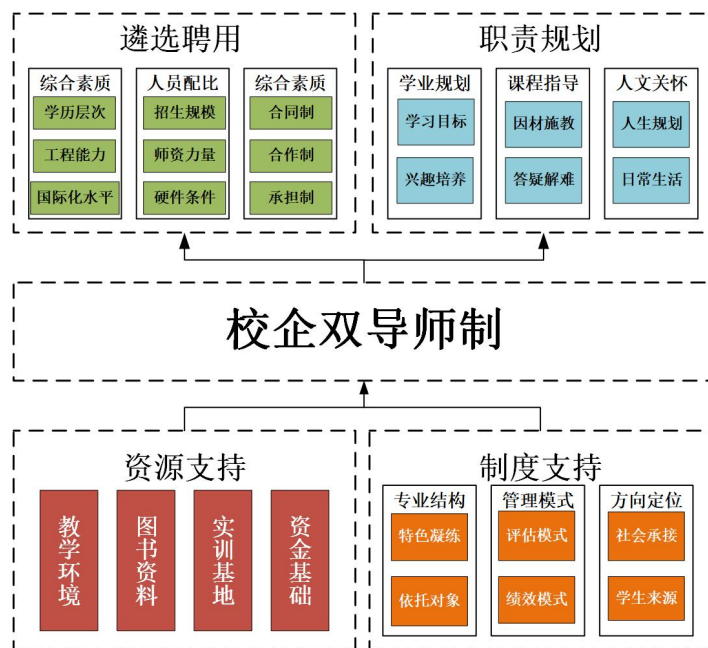 遴选聘用
综合素质
学历层次
工程能力
国际化水平
人员配比
招生规模
师资力量
硬件条件
综合素质
合同制
合作制
承担制
职责规划
学业规划
学习目标
兴趣培养
课程指导
因材施教
答疑解难
人文关怀
人生规划
日常生活
校企双导师制
资源支持
教学环境
图书资料
实训基地
资金基础
制度支持
专业结构
特色凝练
依托对象
管理模式
评估模式
绩效模式
方向定位
社会承接
学生来源